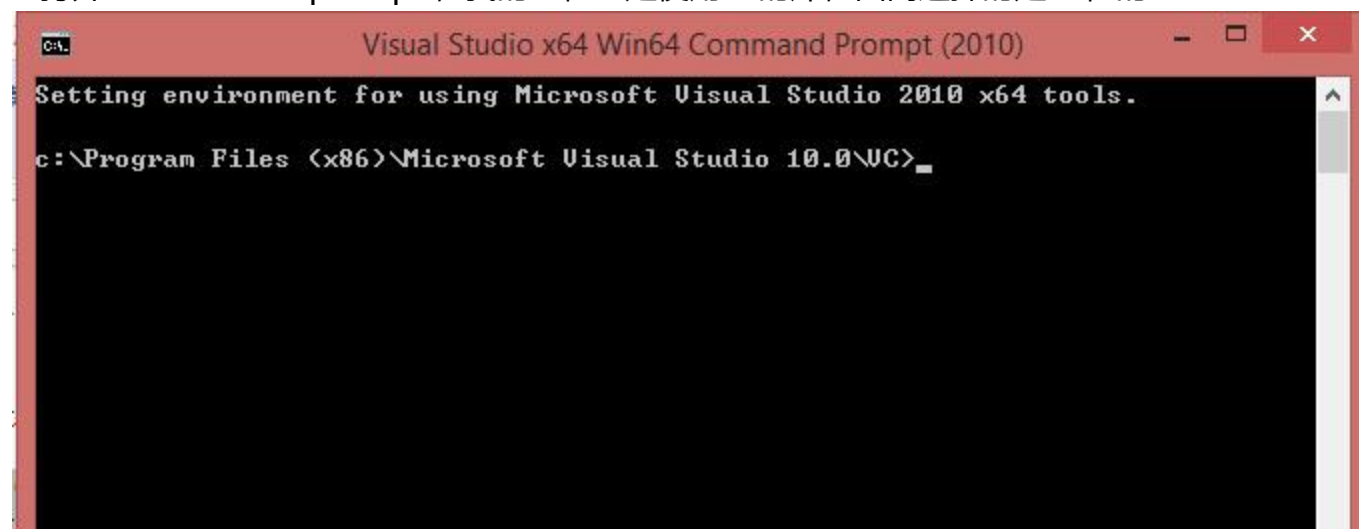 Visual Studio x64 Win64 Command Prompt (2010)
Setting environment for using Microsoft Visual Studio 2010 x64 tools.
c:\Program Files (x86)\Microsoft Visual Studio 10.0\VC>_